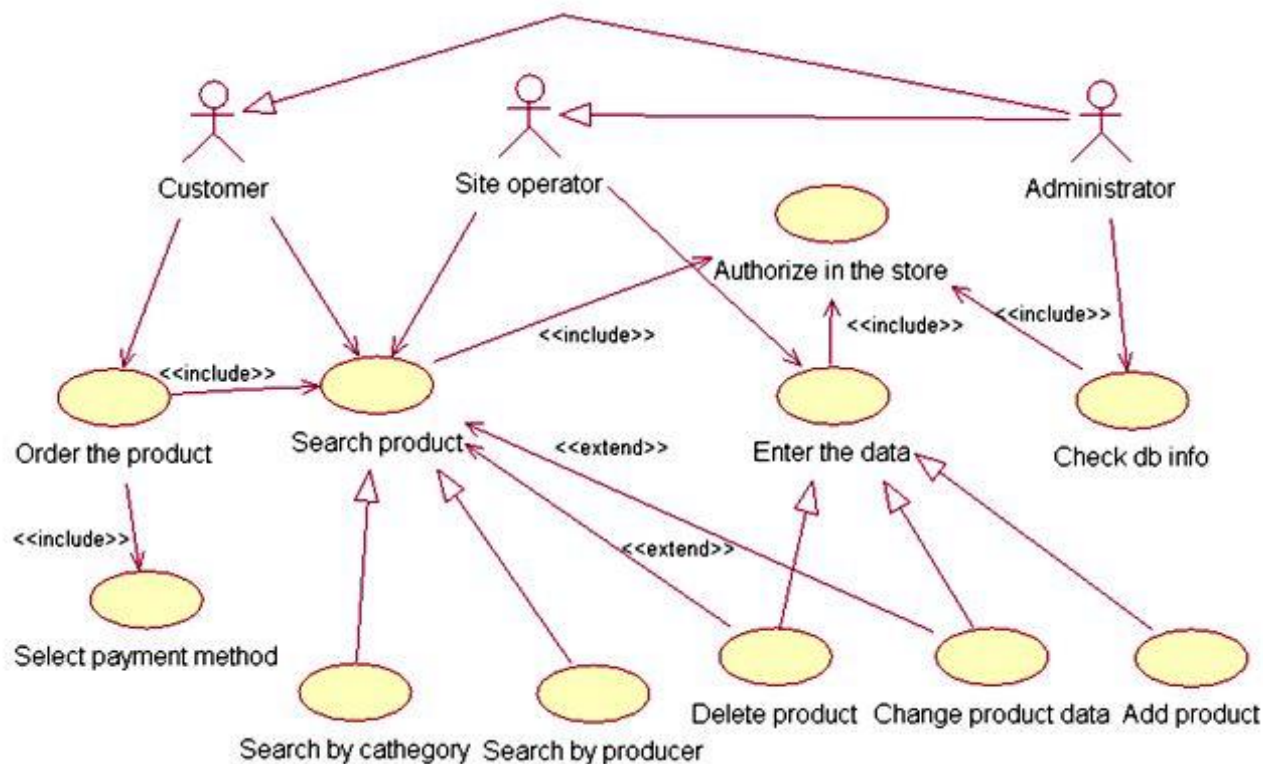 Customer
Site operator
Administrator
Authorize in the store
<<include>>
<<include>>
<<include>>
<<include>>
Order the product
Search product
<<extend>>
Enter the data
Check db info
<<include>>
<<extend>>
Select payment method
Delete product
Change product data
Add product
Search by cathegory
Search by producer